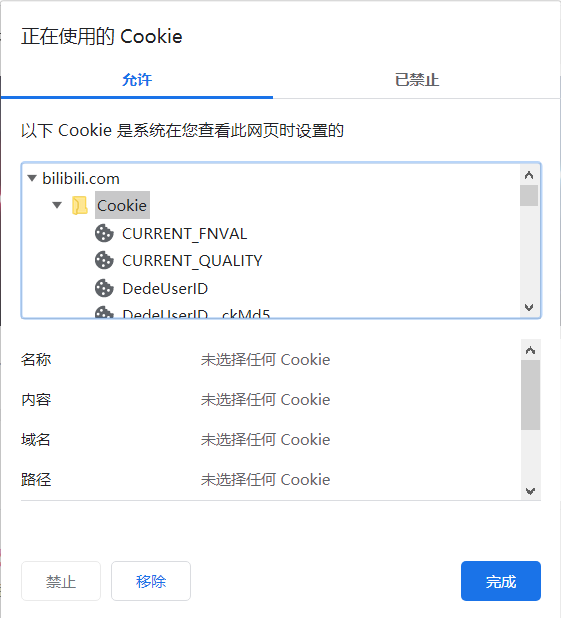 正在使用的 Cookie
允许 已禁止
以下 Cookie 是系统在您查看此网页时设置的
bilibili.com
Cookie
CURRENT_FNVAL
CURRENT_QUALITY
DedeUserID
DedeUserID__ckMd5
名称 未选择任何 Cookie
内容 未选择任何 Cookie
域名 未选择任何 Cookie
路径 未选择任何 Cookie
禁止 移除 完成